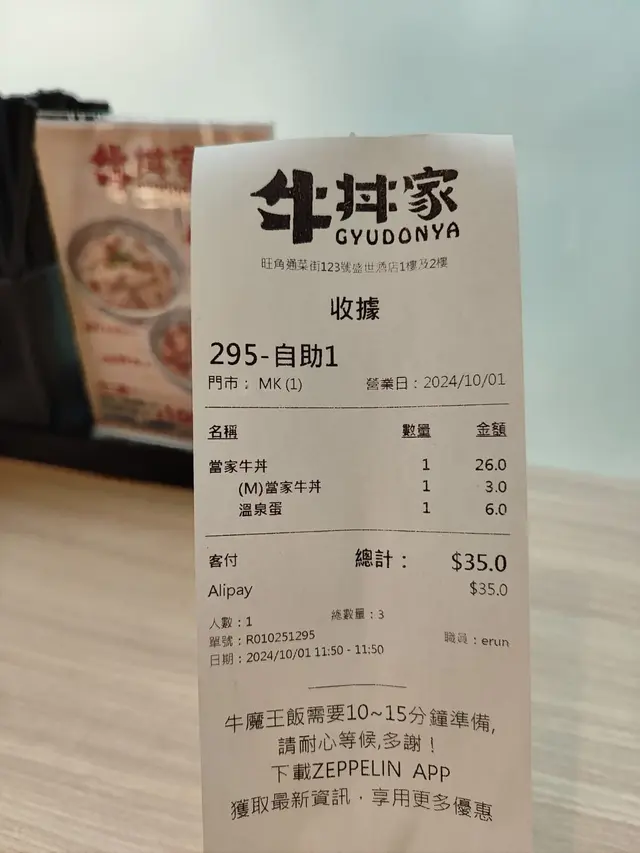 牛丼家
GYUDONYA
旺角通菜街123號盛世酒店1樓及2樓
收據
295-自助1
門市: MK (1) 營業日:2024/10/01
名稱 數量 金額
當家牛丼 1 26.0
(M)當家牛丼 1 3.0
溫泉蛋 1 6.0
客付 總計: $35.0
Alipay $35.0
人數:1 總數量:3
單號:R010251295 職員:erun
日期:2024/10/01 11:50 - 11:50
牛魔王飯需要10~15分鐘準備,
請耐心等候,多謝!
下載ZEPPELIN APP
獲取最新資訊,享用更多優惠
牛丼家